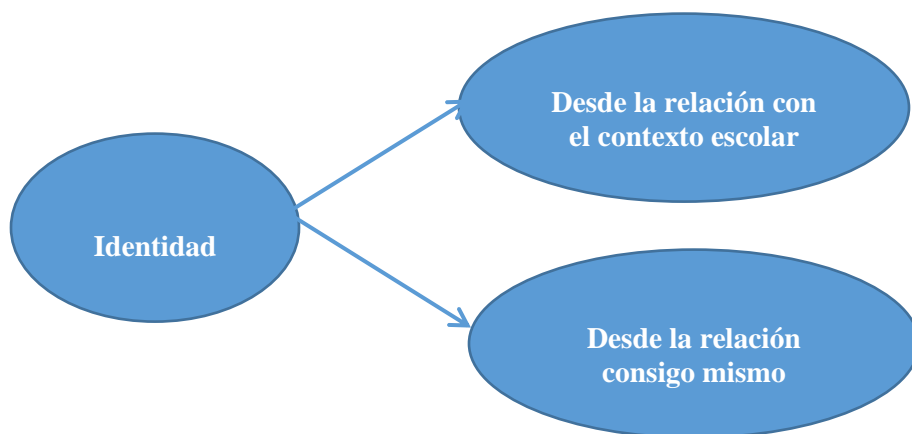 Identidad
Desde la relación con
el contexto escolar
Desde la relación
consigo mismo